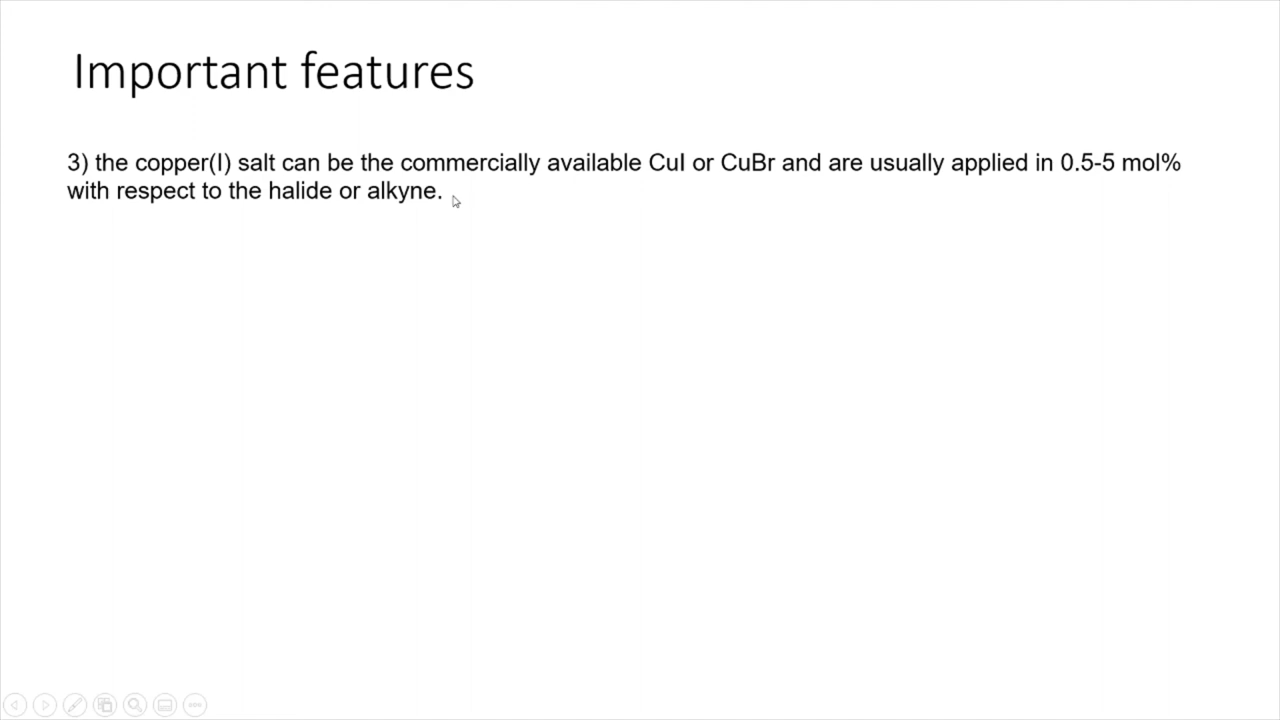 Important features
3) the copper(I) salt can be the commercially available CuI or CuBr and are usually applied in 0.5-5 mol%
with respect to the halide or alkyne.